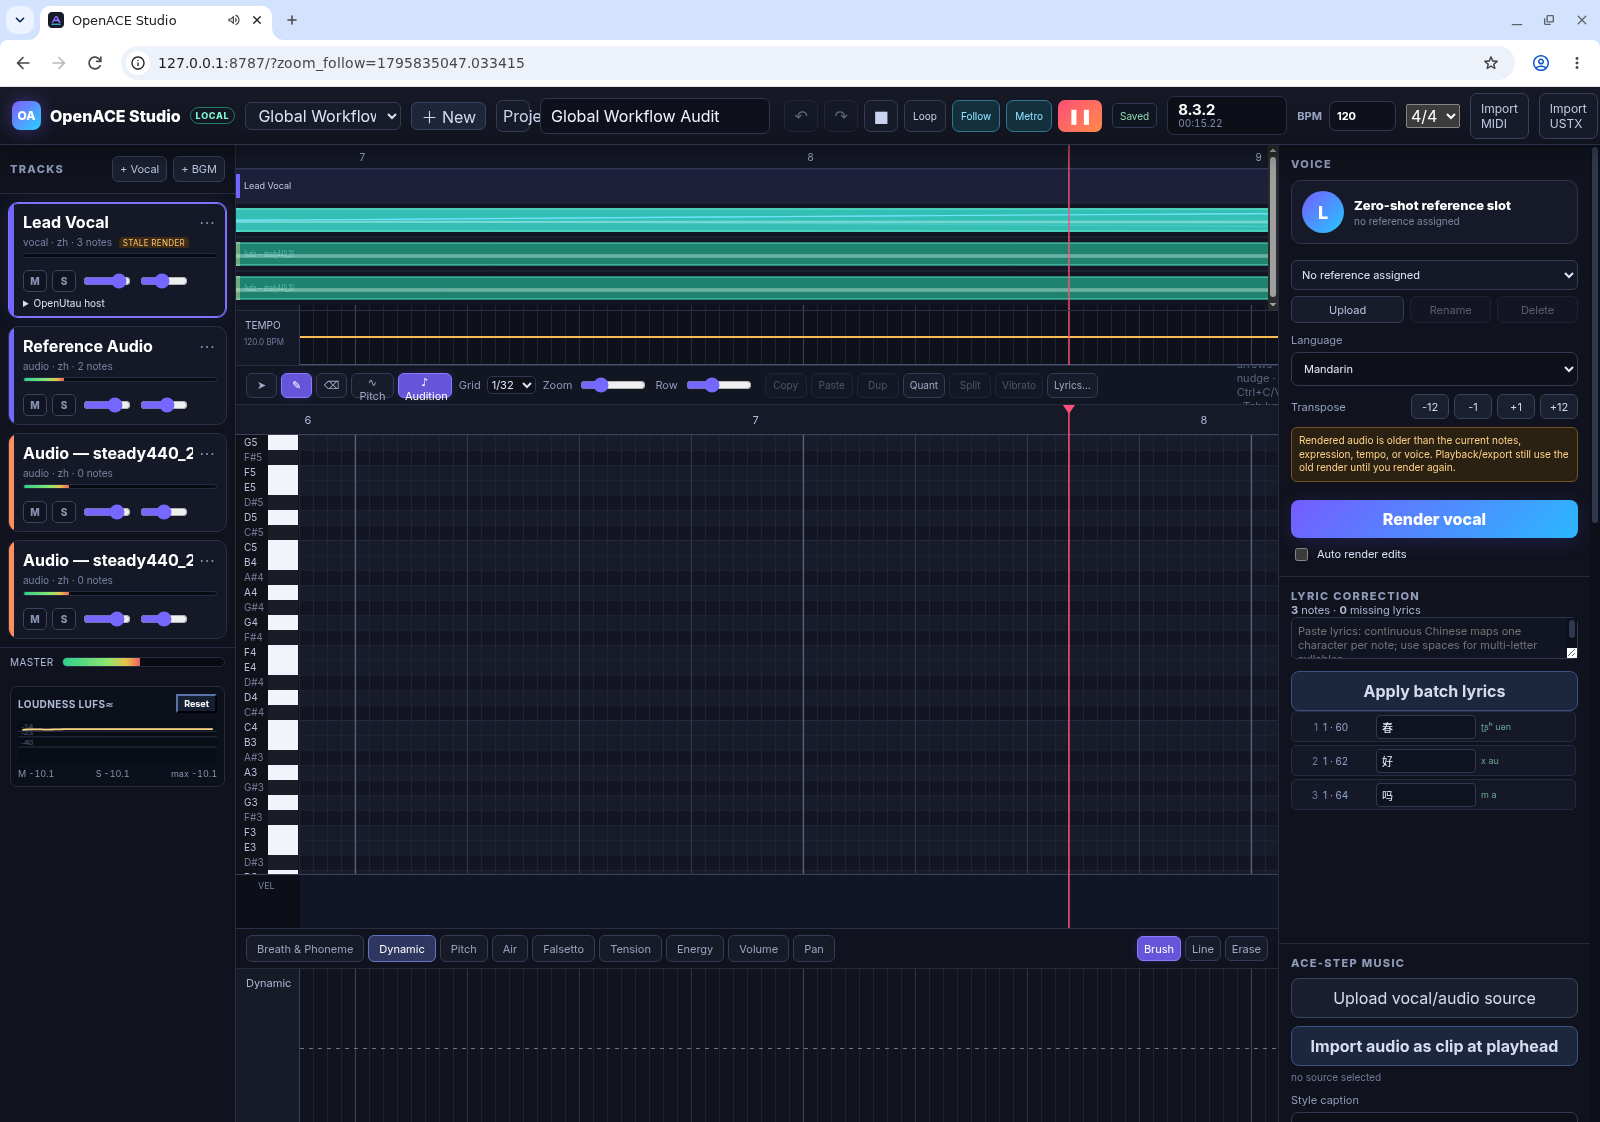 OpenACE Studio
127.0.0.1:8787/?zoom_follow=1795835047.033415
OA OpenACE Studio LOCAL Global Workflow + New Proje Global Workflow Audit Loop Follow Metro Saved 8.3.2 00:15.22 BPM 120 4/4 Import MIDI Import USTX
TRACKS + Vocal + BGM
Lead Vocal
vocal · zh · 3 notes STALE RENDER
M S
OpenUtau host
Reference Audio
audio · zh · 2 notes
M S
Audio — steady440_2
audio · zh · 0 notes
M S
Audio — steady440_2
audio · zh · 0 notes
M S
MASTER
LOUDNESS LUFS≈ Reset
-40
M -10.1 S -10.1 max -10.1
7 8 9
Lead Vocal
TEMPO
120.0 BPM
Pitch Audition Grid 1/32 Zoom Row Copy Paste Dup Quant Split Vibrato Lyrics...
nudge ·
6 7 8
G5
F#5
F5
E5
D#5
D5
C#5
C5
B4
A#4
A4
G#4
G4
F#4
F4
E4
D#4
D4
C#4
C4
B3
A#3
A3
G#3
G3
F#3
F3
E3
D#3
VEL
Breath & Phoneme Dynamic Pitch Air Falsetto Tension Energy Volume Pan Brush Line Erase
Dynamic
VOICE
L Zero-shot reference slot
no reference assigned
No reference assigned
Upload Rename Delete
Language
Mandarin
Transpose -12 -1 +1 +12
Rendered audio is older than the current notes,
expression, tempo, or voice. Playback/export still use the
old render until you render again.
Render vocal
Auto render edits
LYRIC CORRECTION
3 notes · 0 missing lyrics
Paste lyrics: continuous Chinese maps one
character per note; use spaces for multi-letter
Apply batch lyrics
1 1 · 60 春 tʂʰ uən
2 1 · 62 好 x au
3 1 · 64 吗 m a
ACE-STEP MUSIC
Upload vocal/audio source
Import audio as clip at playhead
no source selected
Style caption